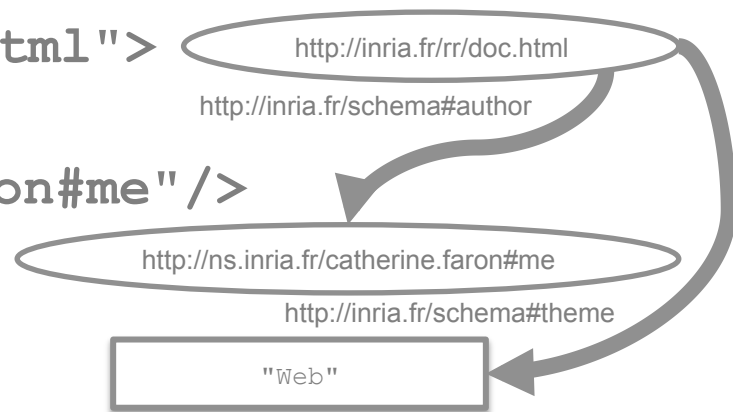 tml"> http://inria.fr/rr/doc.html
http://inria.fr/schema#author
on#me"/>
http://ns.inria.fr/catherine.faron#me
http://inria.fr/schema#theme
"Web"